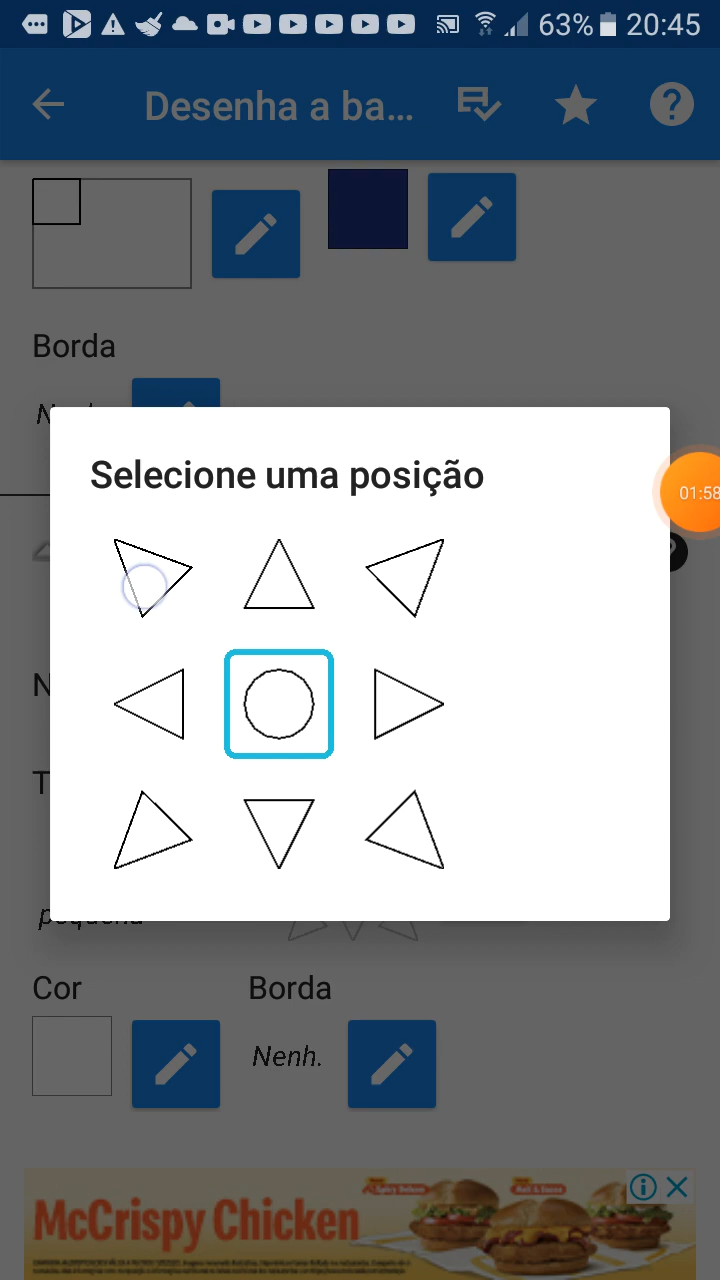 63% 20:45
Desenha a ba...
Borda
Selecione uma posição
01:58
N
T
pequena
Cor Borda
Nenh.
McCrispy Chicken